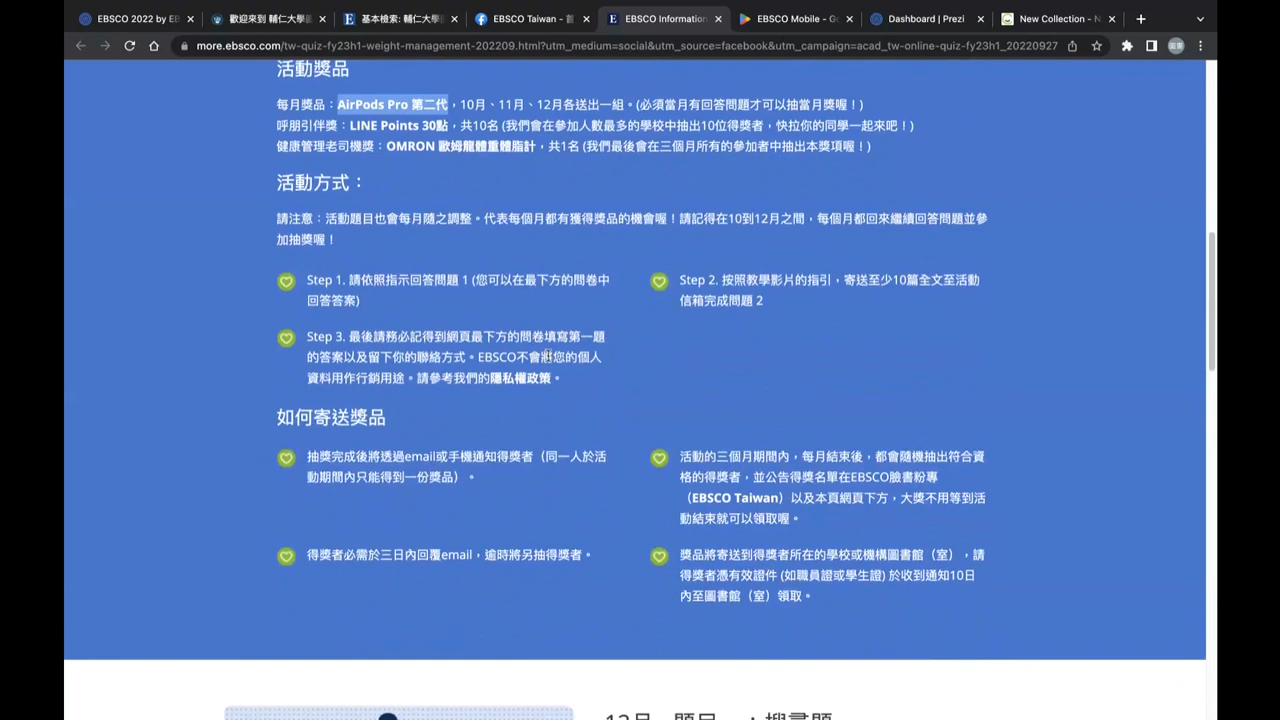 EBSCO 2022 by EB
歡迎來到 輔仁大學
基本檢索: 輔仁大學
EBSCO Taiwan -
EBSCO Information
EBSCO Mobile - Go
Dashboard | Prezi
New Collection - N
more.ebsco.com/tw-quiz-fy23h1-weight-management-202209.html?utm_medium=social&utm_source=facebook&utm_campaign=acad_tw-online-quiz-fy23h1_20220927
活動獎品
每月獎品：AirPods Pro 第二代，10月、11月、12月各送出一組。(必須當月有回答問題才可以抽當月獎喔！)
呼朋引伴獎：LINE Points 30點，共10名 (我們會在參加人數最多的學校中抽出10位得獎者，快拉你的同學一起來吧！)
健康管理老司機獎：OMRON 歐姆龍體重體脂計，共1名 (我們最後會在三個月所有的參加者中抽出本獎項喔！)
活動方式：
請注意：活動題目也會每月隨之調整。代表每個月都有獲得獎品的機會喔！請記得在10到12月之間，每個月都回來繼續回答問題並參
加抽獎喔！
Step 1. 請依照指示回答問題 1 (您可以在最下方的問卷中
回答答案)
Step 2. 按照教學影片的指引，寄送至少10篇全文至活動
信箱完成問題 2
Step 3. 最後請務必記得到網頁最下方的問卷填寫第一題
的答案以及留下你的聯絡方式。EBSCO不會將您的個人
資料用作行銷用途。請參考我們的隱私權政策。
如何寄送獎品
抽獎完成後將透過email或手機通知得獎者（同一人於活
動期間內只能得到一份獎品）。
活動的三個月期間內，每月結束後，都會隨機抽出符合資
格的得獎者，並公告得獎名單在EBSCO臉書粉專
（EBSCO Taiwan）以及本頁網頁下方，大獎不用等到活
動結束就可以領取喔。
得獎者必需於三日內回覆email，逾時將另抽得獎者。
獎品將寄送到得獎者所在的學校或機構圖書館（室），請
得獎者憑有效證件 (如職員證或學生證) 於收到通知10日
內至圖書館（室）領取。